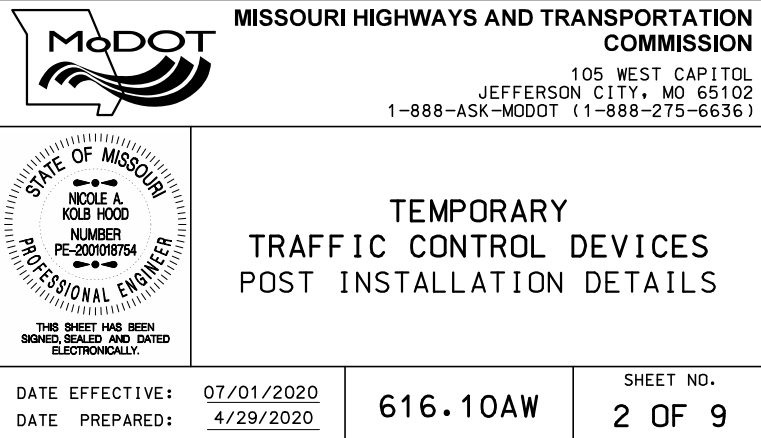 MoDOT
MISSOURI HIGHWAYS AND TRANSPORTATION
COMMISSION
105 WEST CAPITOL
JEFFERSON CITY, MO 65102
1-888-ASK-MODOT (1-888-275-6636)
STATE OF MISSOURI
NICOLE A.
KOLB HOOD
NUMBER
PE-2001018754
PROFESSIONAL ENGINEER
THIS SHEET HAS BEEN
SIGNED, SEALED AND DATED
ELECTRONICALLY.
TEMPORARY
TRAFFIC CONTROL DEVICES
POST INSTALLATION DETAILS
DATE EFFECTIVE: 07/01/2020
DATE PREPARED: 4/29/2020
616.10AW
SHEET NO.
2 OF 9